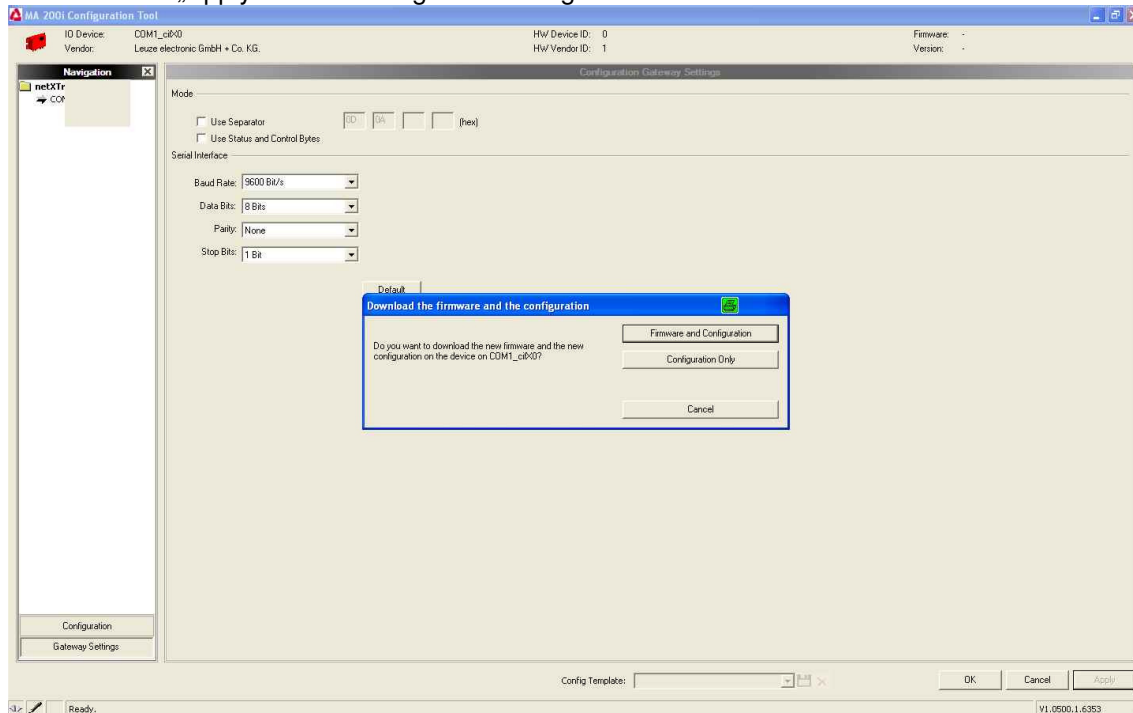 MA 200i Configuration Tool
IO Device: COM1_cifX0 HW Device ID: 0 Firmware: -
Vendor: Leuze electronic GmbH + Co. KG. HW Vendor ID: 1 Version: -
Navigation
Configuration Gateway Settings
netXTr
Mode
Use Separator 0D 0A (hex)
Use Status and Control Bytes
Serial Interface
Baud Rate: 9600 Bit/s
Data Bits: 8 Bits
Parity: None
Stop Bits: 1 Bit
Default
Download the firmware and the configuration
Do you want to download the new firmware and the new
configuration on the device on COM1_cifX0?
Firmware and Configuration
Configuration Only
Cancel
Configuration
Gateway Settings
Config Template:
OK Cancel Apply
Ready. V1.0500.1.6353